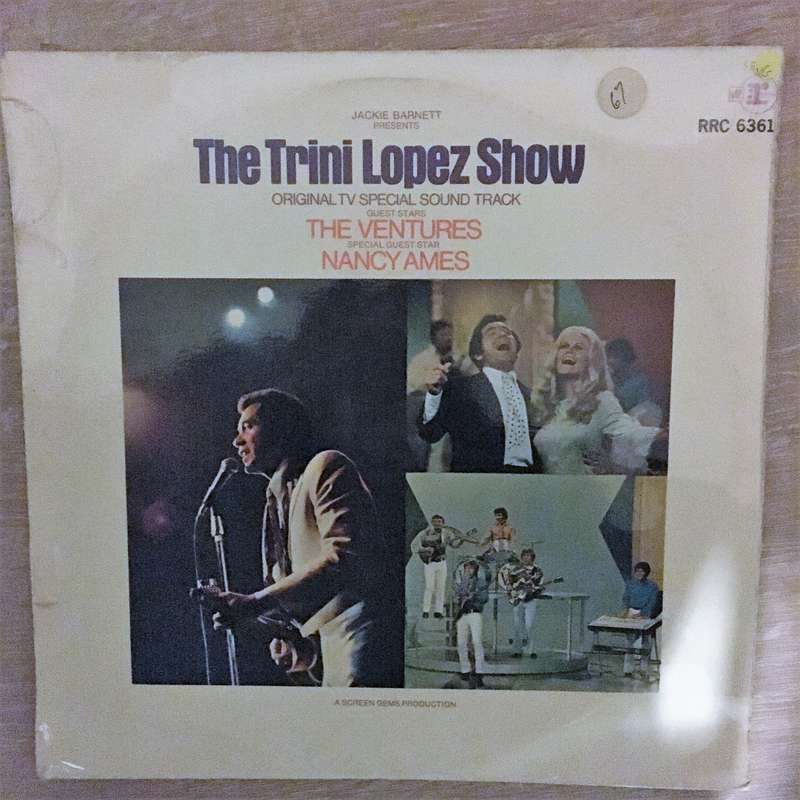 67
RRC 6361
JACKIE BARNETT
PRESENTS
The Trini Lopez Show
ORIGINAL TV SPECIAL SOUND TRACK
GUEST STARS
THE VENTURES
SPECIAL GUEST STAR
NANCY AMES
A SCREEN GEMS PRODUCTION